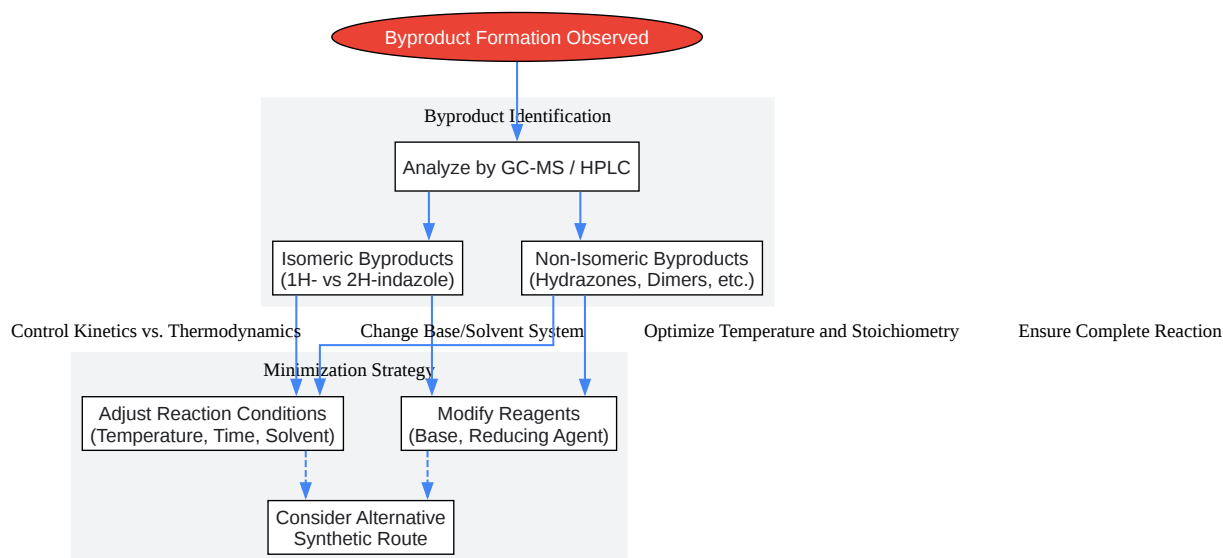 Byproduct Formation Observed
Byproduct Identification
Analyze by GC-MS / HPLC
Isomeric Byproducts
(1H- vs 2H-indazole)
Non-Isomeric Byproducts
(Hydrazones, Dimers, etc.)
Control Kinetics vs. Thermodynamics
Change Base/Solvent System
Optimize Temperature and Stoichiometry
Ensure Complete Reaction
Minimization Strategy
Adjust Reaction Conditions
(Temperature, Time, Solvent)
Modify Reagents
(Base, Reducing Agent)
Consider Alternative
Synthetic Route